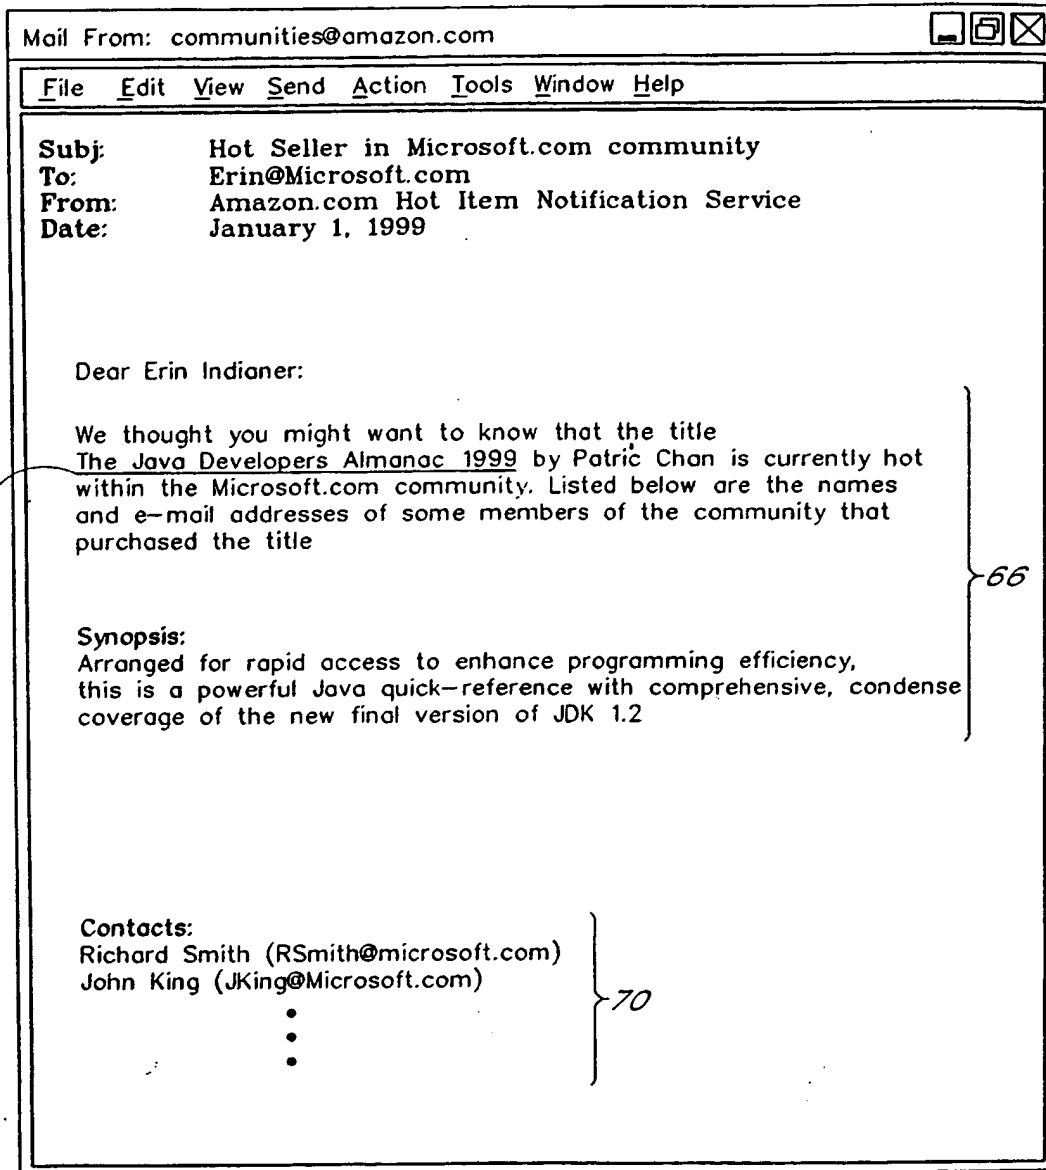 Mail From: communities@amazon.com
File Edit View Send Action Tools Window Help
Subj: Hot Seller in Microsoft.com community
To: Erin@Microsoft.com
From: Amazon.com Hot Item Notification Service
Date: January 1, 1999
Dear Erin Indianer:
We thought you might want to know that the title
The Java Developers Almanac 1999 by Patric Chan is currently hot
within the Microsoft.com community. Listed below are the names
and e-mail addresses of some members of the community that
purchased the title
66
Synopsis:
Arranged for rapid access to enhance programming efficiency,
this is a powerful Java quick-reference with comprehensive, condense
coverage of the new final version of JDK 1.2
Contacts:
Richard Smith (RSmith@microsoft.com)
John King (JKing@Microsoft.com)
70